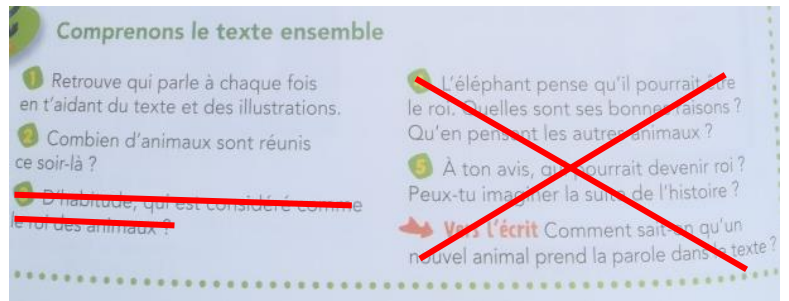 Comprenons le texte ensemble
1 Retrouve qui parle à chaque fois
en t'aidant du texte et des illustrations.
2 Combien d'animaux sont réunis
ce soir-là ?
D'habitude, qui est considéré comme
le roi des animaux ?
L'éléphant pense qu'il pourrait être
le roi. Quelles sont ses bonnes raisons ?
Qu'en pensent les autres animaux ?
5 À ton avis, qui pourrait devenir roi ?
Peux-tu imaginer la suite de l'histoire ?
Vers l'écrit Comment sait-on qu'un
nouvel animal prend la parole dans le texte ?